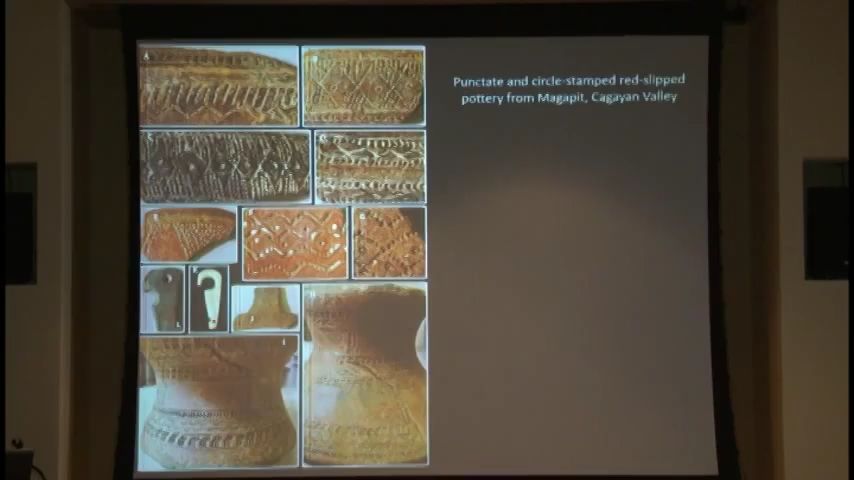 Punctate and circle-stamped red-slipped
pottery from Magapit, Cagayan Valley
A
E